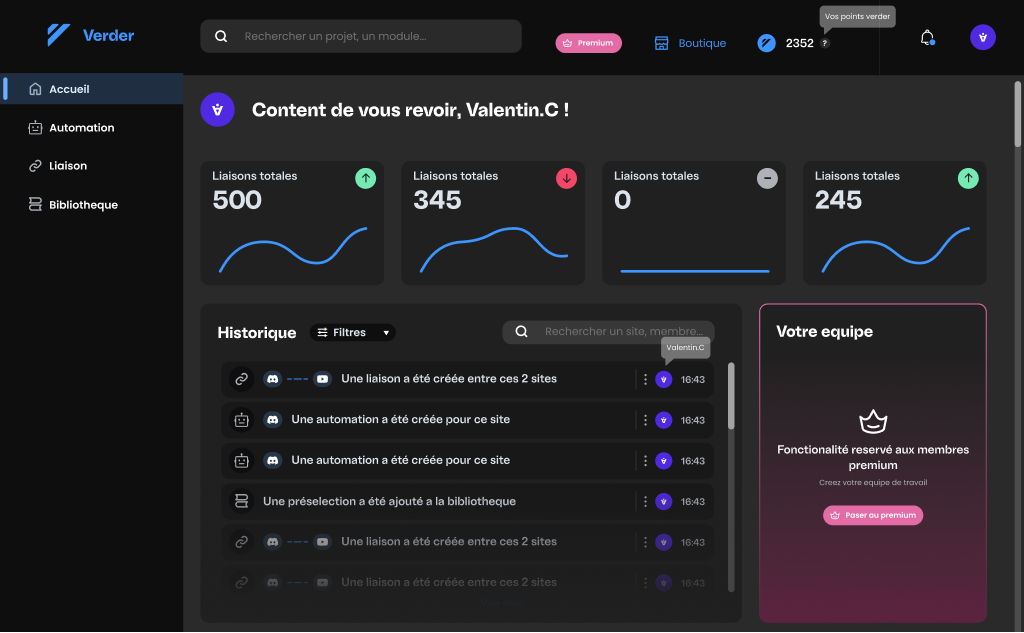 Vos points verder
Verder
Rechercher un projet, un module...
Premium
Boutique
2352 ?
Accueil
Automation
Liaison
Bibliotheque
Content de vous revoir, Valentin.C !
Liaisons totales
500
Liaisons totales
345
Liaisons totales
0
Liaisons totales
245
Historique
Filtres
Rechercher un site, membre...
Valentin.C
Une liaison a été créée entre ces 2 sites
16:43
Une automation a été créée pour ce site
16:43
Une automation a été créée pour ce site
16:43
Une préselection a été ajouté a la bibliotheque
16:43
Une liaison a été créée entre ces 2 sites
16:43
Une liaison a été créée entre ces 2 sites
16:43
Votre equipe
Fonctionalité reservé aux membres
premium
Creez votre equipe de travail
Paser au premium